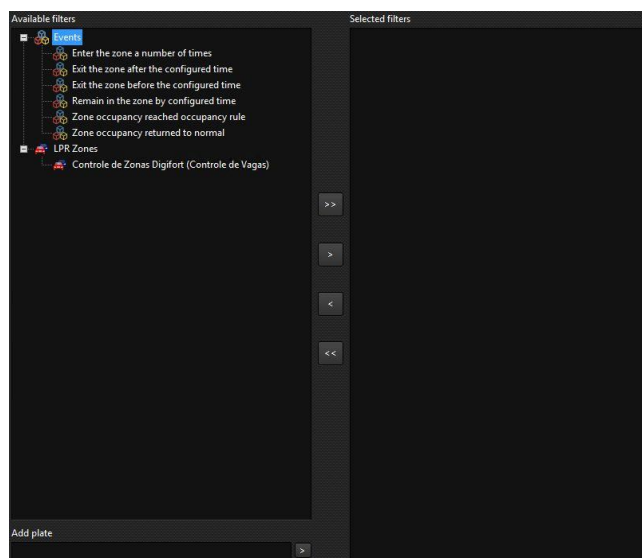 Available filters
Selected filters
Events
Enter the zone a number of times
Exit the zone after the configured time
Exit the zone before the configured time
Remain in the zone by configured time
Zone occupancy reached occupancy rule
Zone occupancy returned to normal
LPR Zones
Controle de Zonas Digifort (Controle de Vagas)
>>
>
<
<<
Add plate
>